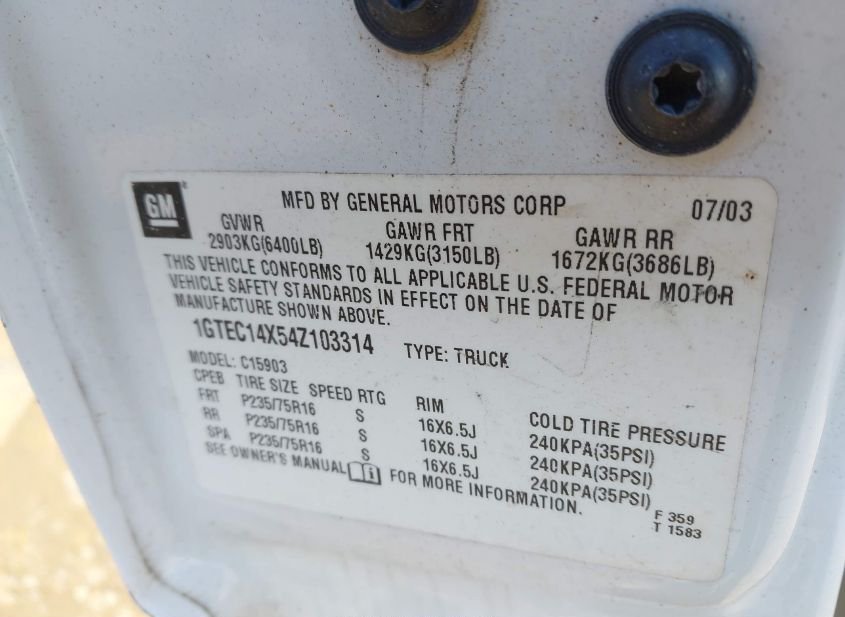 GM
MFD BY GENERAL MOTORS CORP 07/03
GVWR GAWR FRT GAWR RR
2903KG(6400LB) 1429KG(3150LB) 1672KG(3686LB)
THIS VEHICLE CONFORMS TO ALL APPLICABLE U.S. FEDERAL MOTOR
VEHICLE SAFETY STANDARDS IN EFFECT ON THE DATE OF
MANUFACTURE SHOWN ABOVE.
1GTEC14X54Z103314 TYPE: TRUCK
MODEL: C15903
CPEB TIRE SIZE SPEED RTG RIM COLD TIRE PRESSURE
FRT P235/75R16 S 16X6.5J 240KPA(35PSI)
RR P235/75R16 S 16X6.5J 240KPA(35PSI)
SPA P235/75R16 S 16X6.5J 240KPA(35PSI)
SEE OWNER'S MANUAL FOR MORE INFORMATION.
F 359
T 1583